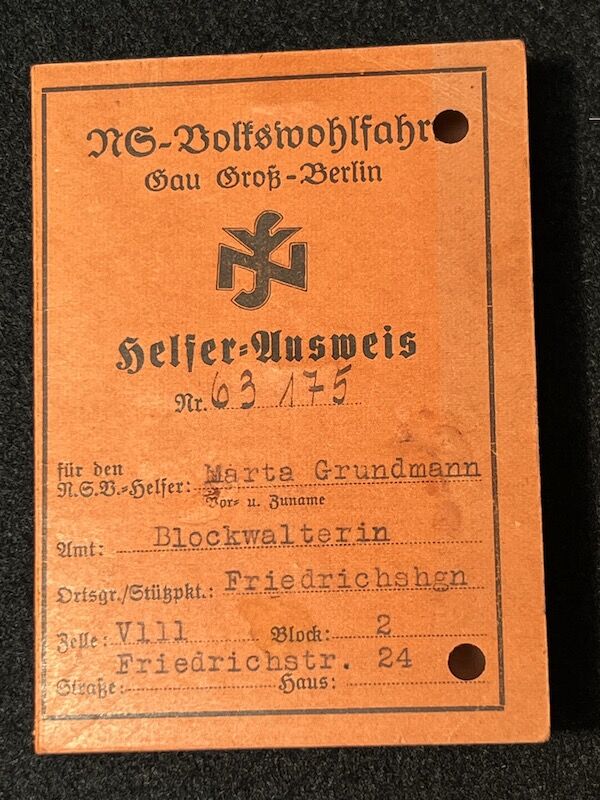 NS-Volkswohlfahr
Gau Groß-Berlin
Helfer-Ausweis
Nr. 63 175
für den
N.S.V.-Helfer: Marta Grundmann
Vor- u. Zuname
Amt: Blockwalterin
Ortsgr./Stützpkt.: Friedrichshgn
Zelle: V111 Block: 2
Friedrichstr. 24
Straße: Haus: